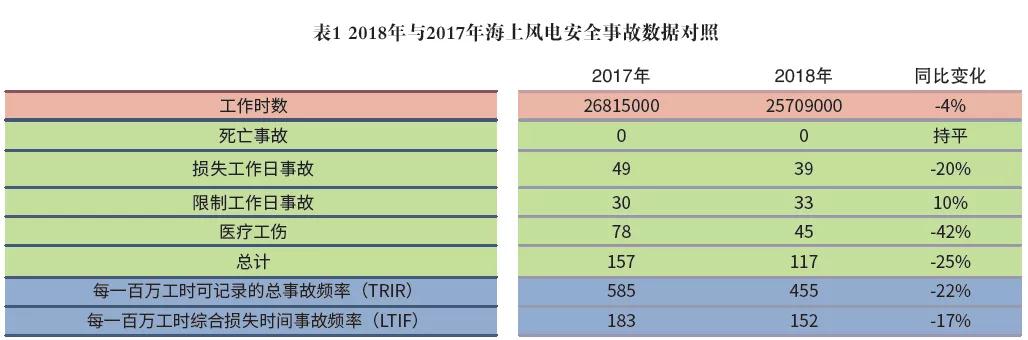 表1 2018年与2017年海上风电安全事故数据对照
2017年 2018年 同比变化
工作时数 26815000 25709000 -4%
死亡事故 0 0 持平
损失工作日事故 49 39 -20%
限制工作日事故 30 33 10%
医疗工伤 78 45 -42%
总计 157 117 -25%
每一百万工时可记录的总事故频率（TRIR） 585 455 -22%
每一百万工时综合损失时间事故频率（LTIF） 183 152 -17%